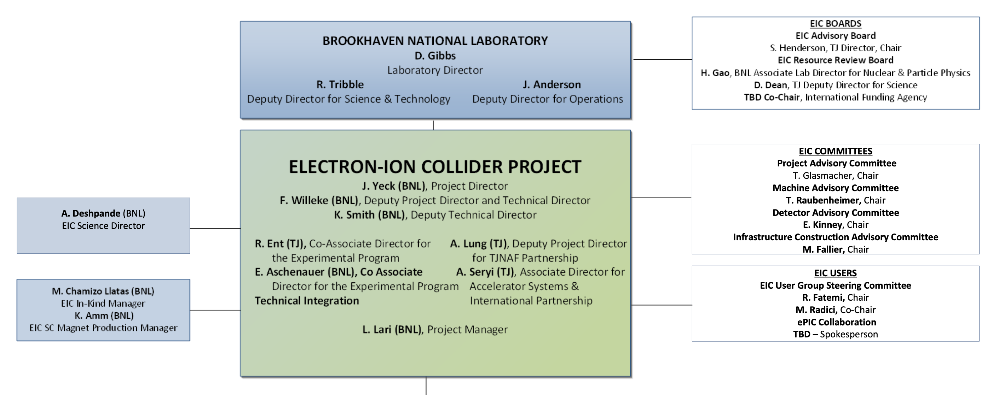 BROOKHAVEN NATIONAL LABORATORY
D. Gibbs
Laboratory Director
R. Tribble
Deputy Director for Science & Technology
J. Anderson
Deputy Director for Operations
EIC BOARDS
EIC Advisory Board
S. Henderson, TJ Director, Chair
EIC Resource Review Board
H. Gao, BNL Associate Lab Director for Nuclear & Particle Physics
D. Dean, TJ Deputy Director for Science
TBD Co-Chair, International Funding Agency
ELECTRON-ION COLLIDER PROJECT
J. Yeck (BNL), Project Director
F. Willeke (BNL), Deputy Project Director and Technical Director
K. Smith (BNL), Deputy Technical Director
R. Ent (TJ), Co-Associate Director for
the Experimental Program
E. Aschenauer (BNL), Co Associate
Director for the Experimental Program
Technical Integration
A. Lung (TJ), Deputy Project Director
for TJNAF Partnership
A. Seryi (TJ), Associate Director for
Accelerator Systems &
International Partnership
L. Lari (BNL), Project Manager
A. Deshpande (BNL)
EIC Science Director
M. Chamizo Llatas (BNL)
EIC In-Kind Manager
K. Amm (BNL)
EIC SC Magnet Production Manager
EIC COMMITTEES
Project Advisory Committee
T. Glasmacher, Chair
Machine Advisory Committee
T. Raubenheimer, Chair
Detector Advisory Committee
E. Kinney, Chair
Infrastructure Construction Advisory Committee
M. Fallier, Chair
EIC USERS
EIC User Group Steering Committee
R. Fatemi, Chair
M. Radici, Co-Chair
ePIC Collaboration
TBD – Spokesperson